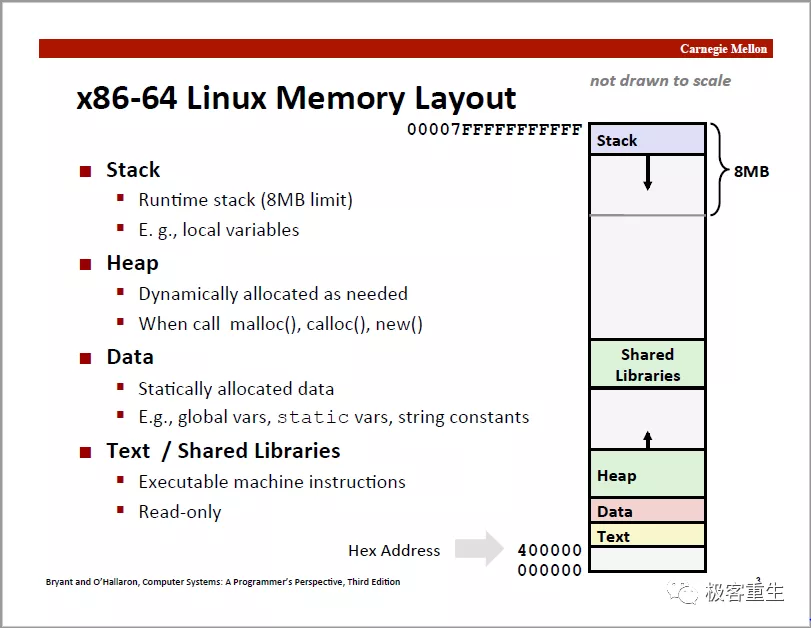 Carnegie Mellon
not drawn to scale
x86-64 Linux Memory Layout
00007FFFFFFFFFFF
Stack
8MB
Stack
Runtime stack (8MB limit)
E. g., local variables
Heap
Dynamically allocated as needed
When call malloc(), calloc(), new()
Data
Statically allocated data
E.g., global vars, static vars, string constants
Text / Shared Libraries
Executable machine instructions
Read-only
Shared
Libraries
Heap
Data
Text
Hex Address
400000
000000
Bryant and O'Hallaron, Computer Systems: A Programmer's Perspective, Third Edition
极客重生